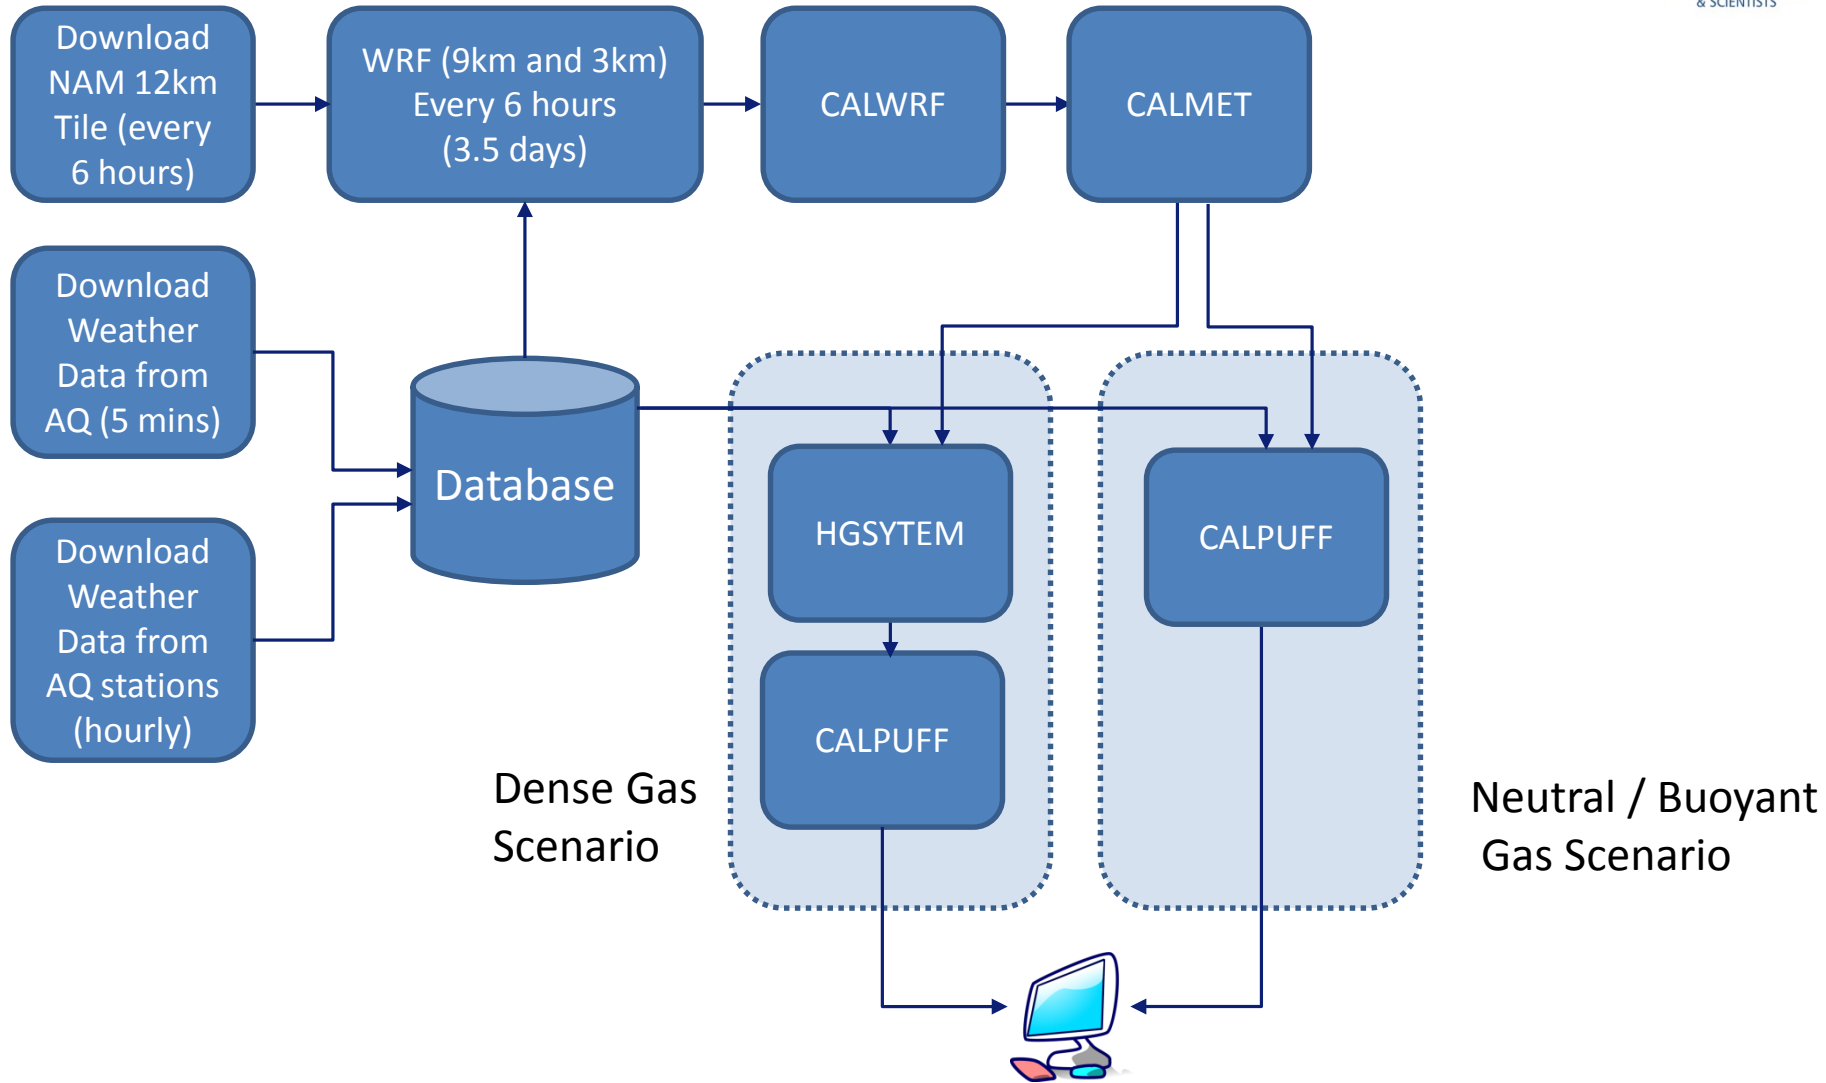 & SCIENTISTS
Download
NAM 12km
Tile (every
6 hours)
WRF (9km and 3km)
Every 6 hours
(3.5 days)
CALWRF
CALMET
Download
Weather
Data from
AQ (5 mins)
Database
Download
Weather
Data from
AQ stations
(hourly)
HGSYTEM
CALPUFF
CALPUFF
Dense Gas
Scenario
Neutral / Buoyant
Gas Scenario